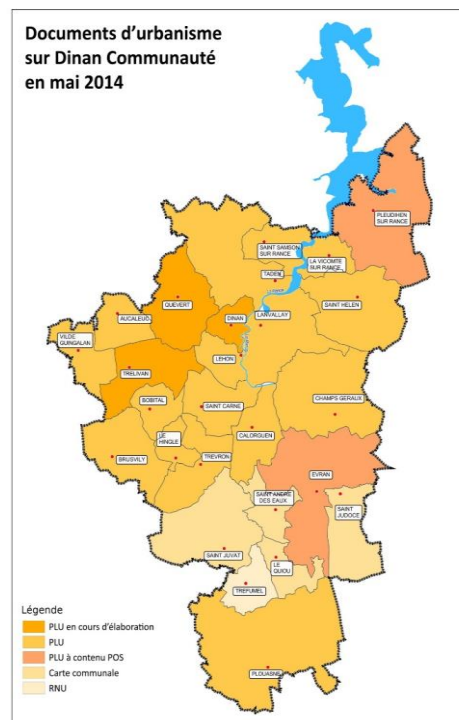 Documents d'urbanisme
sur Dinan Communauté
en mai 2014
PLEUDIHEN
SUR RANCE
SAINT SAMSON
SUR RANCE
LA VICOMTE
SUR RANCE
TADEN
QUEVERT
SAINT HELEN
AUCALEUC
DINAN
LANVALLAY
VILDE
GUINGALAN
LEHON
TRELIVAN
BOBITAL
SAINT CARNE
CHAMPS GERAUX
CALORGUEN
LE
HINGLE
BRUSVILY
TREVRON
EVRAN
SAINT ANDRE
DES EAUX
SAINT
JUDOCE
SAINT JUVAT
LE
QUIOU
TREFUMEL
PLOUASNE
Légende
PLU en cours d'élaboration
PLU
PLU à contenu POS
Carte communale
RNU